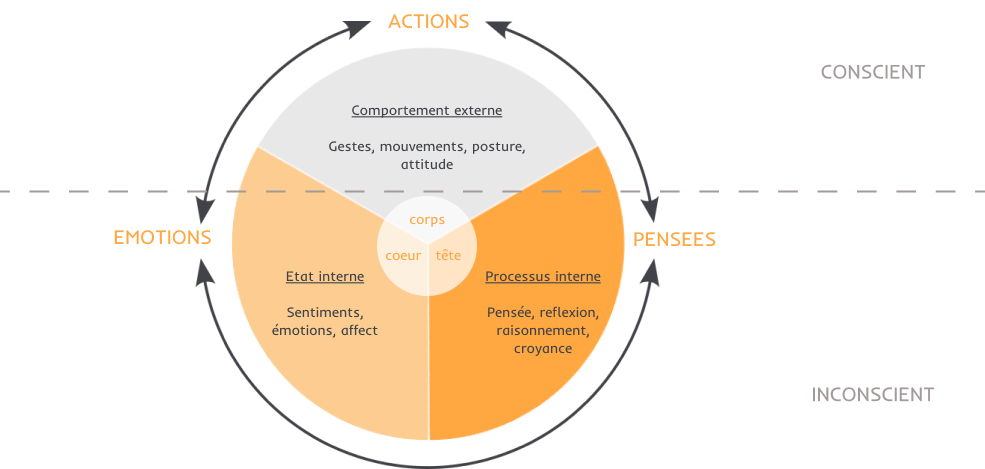 ACTIONS
CONSCIENT
Comportement externe
Gestes, mouvements, posture,
attitude
corps
EMOTIONS
PENSEES
coeur
tête
Etat interne
Sentiments,
émotions, affect
Processus interne
Pensée, reflexion,
raisonnement,
croyance
INCONSCIENT